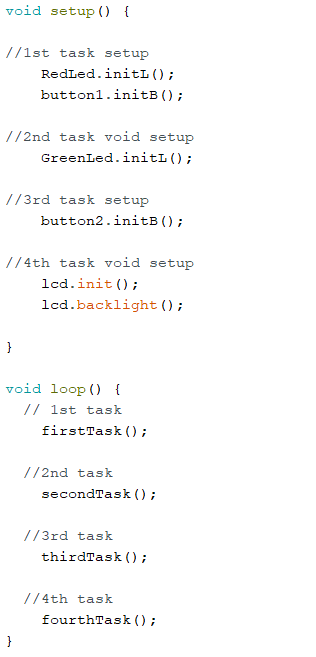 void setup() {
//1st task setup
RedLed.initL();
button1.initB();
//2nd task void setup
GreenLed.initL();
//3rd task setup
button2.initB();
//4th task void setup
lcd.init();
lcd.backlight();
}
void loop() {
// 1st task
firstTask();
//2nd task
secondTask();
//3rd task
thirdTask();
//4th task
fourthTask();
}